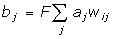 b_j = F∑_j a_j w_ij